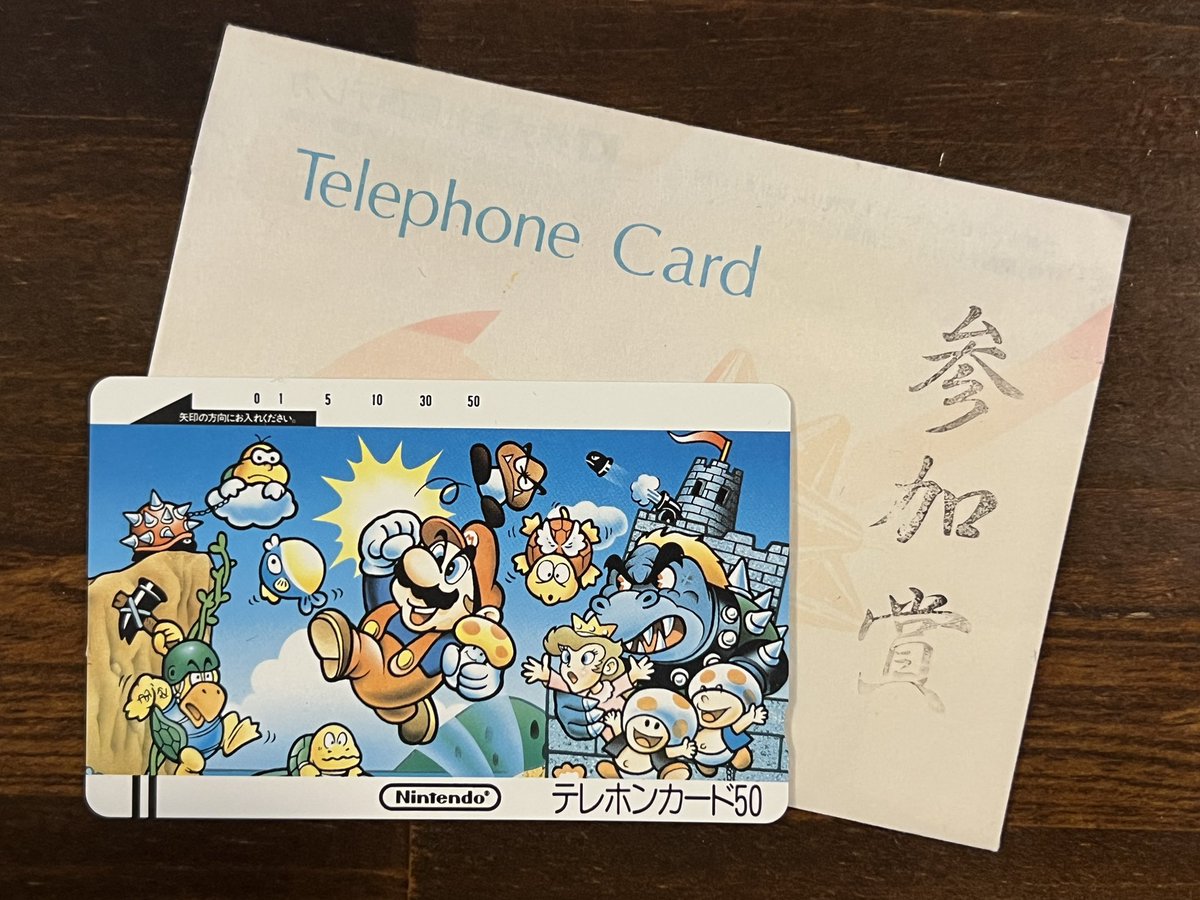 Telephone Card
参加賞
0 1 5 10 30 50
矢印の方向にお入れください。
Nintendo®
テレホンカード50